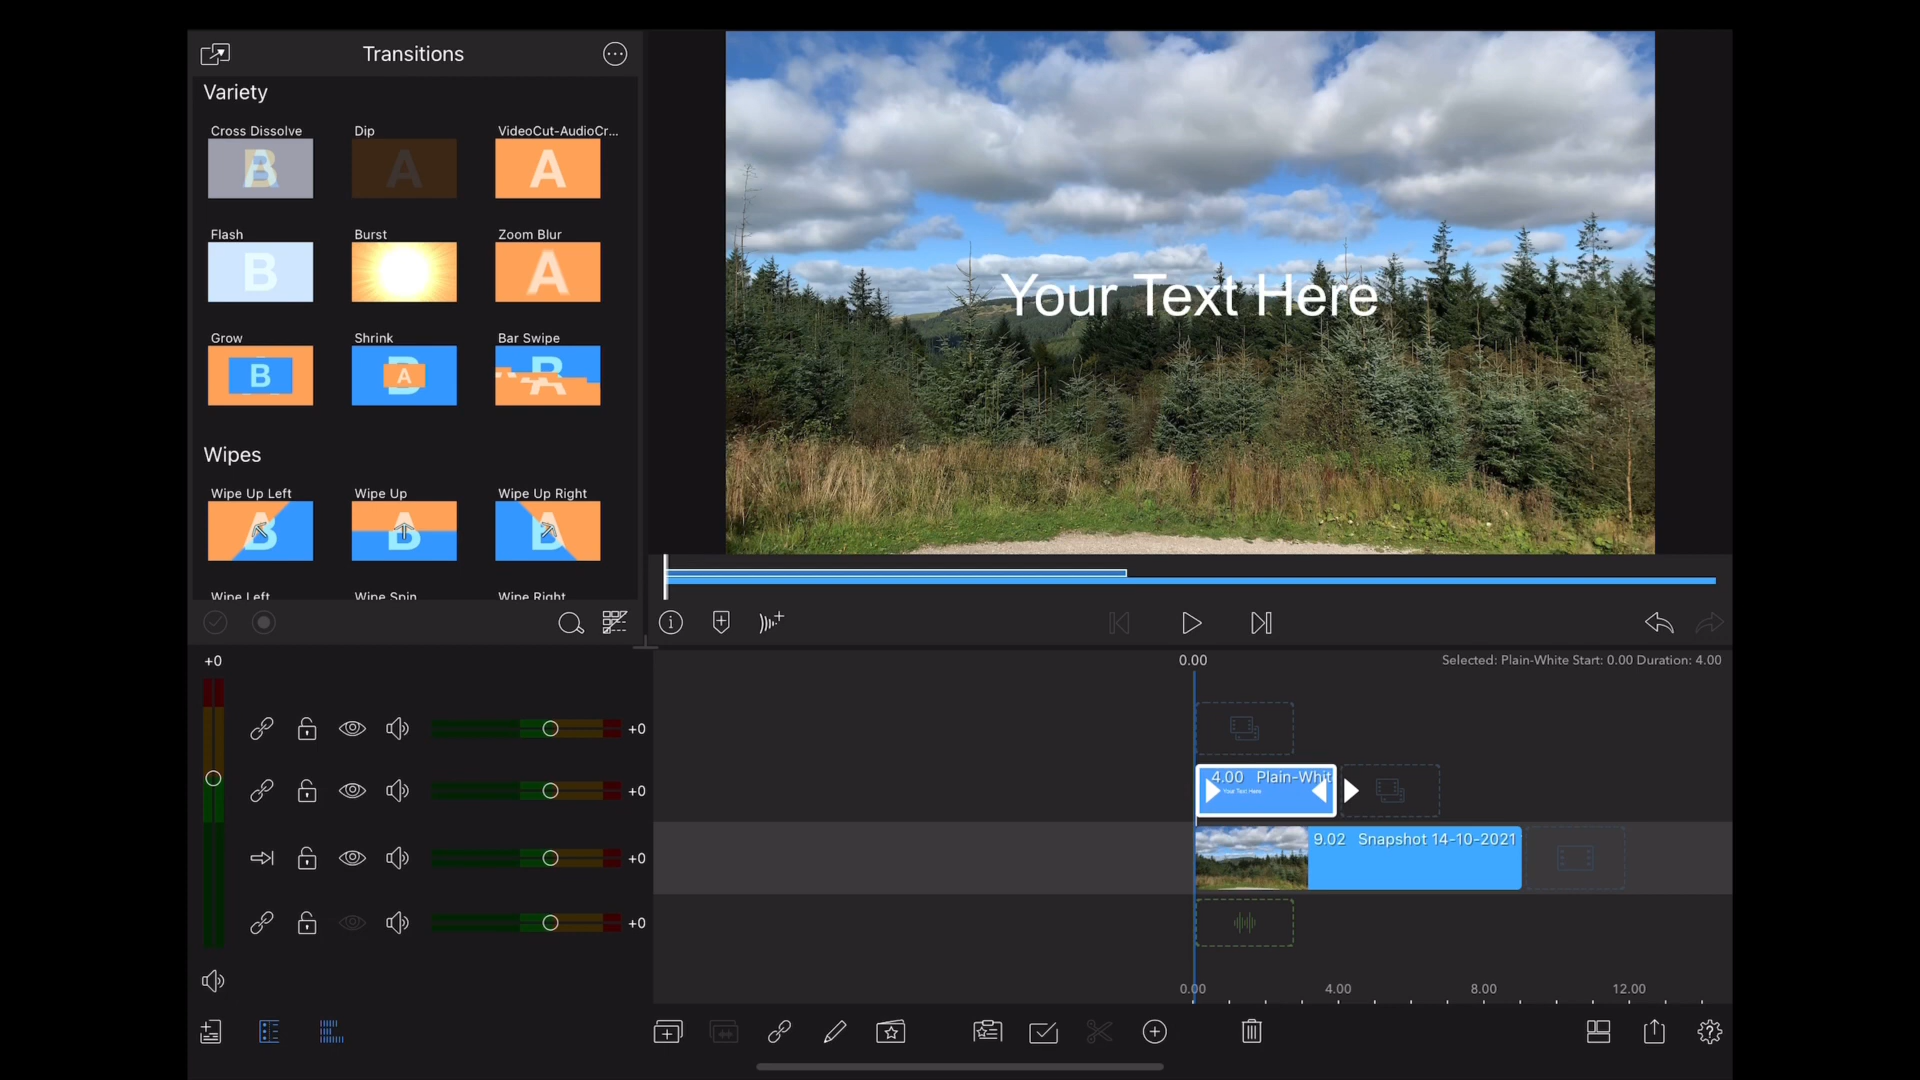 Transitions
Variety
Cross Dissolve
Dip
VideoCut-AudioCr...
B
A
A
Flash
Burst
Zoom Blur
B
A
Grow
Shrink
Bar Swipe
B
A
Wipes
Wipe Up Left
Wipe Up
Wipe Up Right
B
B
B
Wipe Left
Wipe Spin
Wipe Right
Your Text Here
+0
0.00
Selected: Plain-White Start: 0.00 Duration: 4.00
+0
4.00 Plain-Whit
Your Text Here
+0
9.02 Snapshot 14-10-2021
+0
+0
0.00
4.00
8.00
12.00